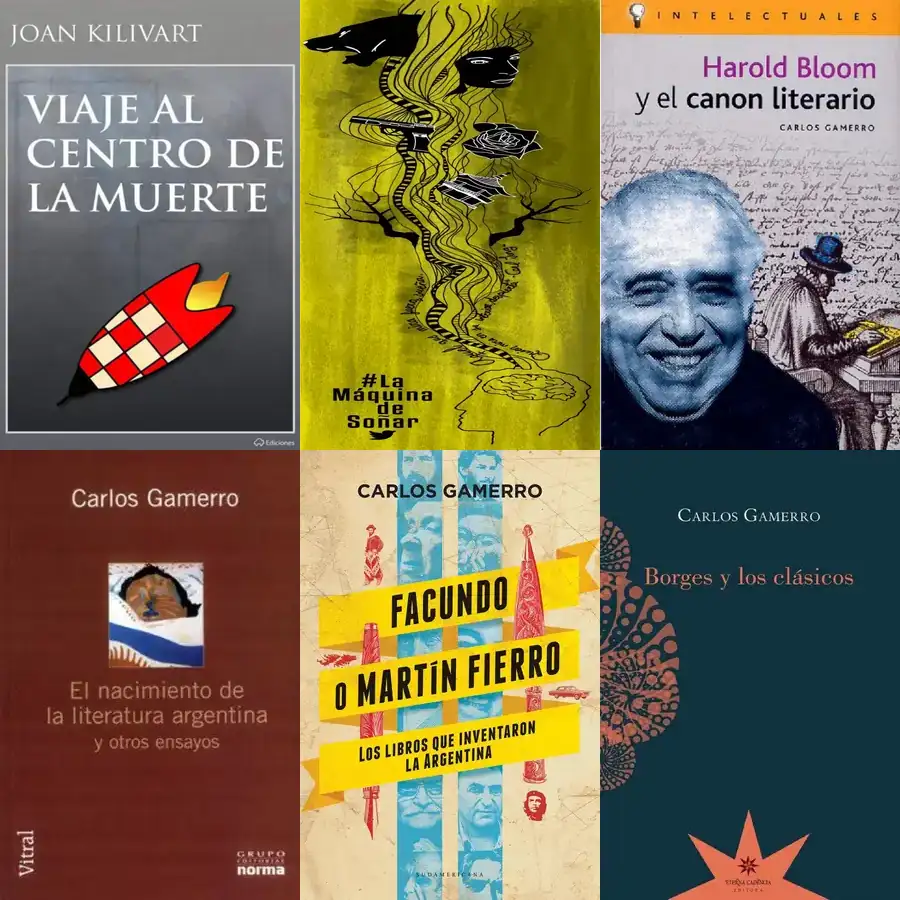 JOAN KILIVART
VIAJE AL
CENTRO DE
LA MUERTE
Ediciones
#La
Máquina
de
Soñar
INTELECTUALES
Harold Bloom
y el canon literario
CARLOS GAMERRO
Carlos Gamerro
El nacimiento de
la literatura argentina
y otros ensayos
Vitral
GRUPO
EDITORIAL
norma
CARLOS GAMERRO
FACUNDO
O MARTÍN FIERRO
LOS LIBROS QUE INVENTARON
LA ARGENTINA
SUDAMERICANA
CARLOS GAMERRO
Borges y los clásicos
ETERNA CADENCIA
EDITORA